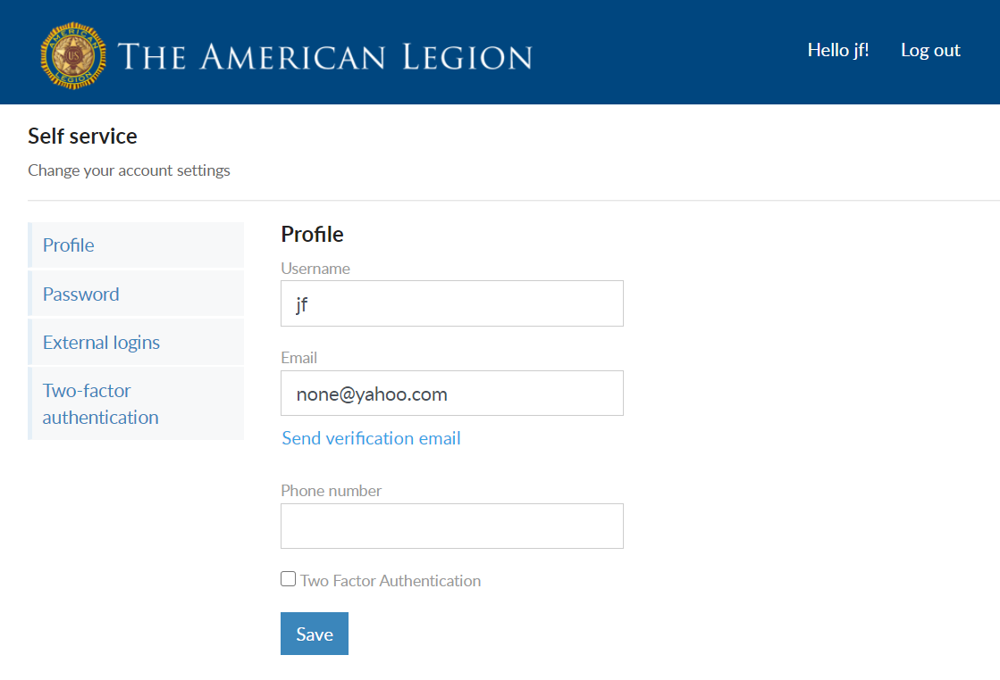 AMERICAN
US
LEGION
THE AMERICAN LEGION
Hello jf!
Log out
Self service
Change your account settings
Profile
Password
External logins
Two-factor
authentication
Profile
Username
jf
Email
none@yahoo.com
Send verification email
Phone number
Two Factor Authentication
Save